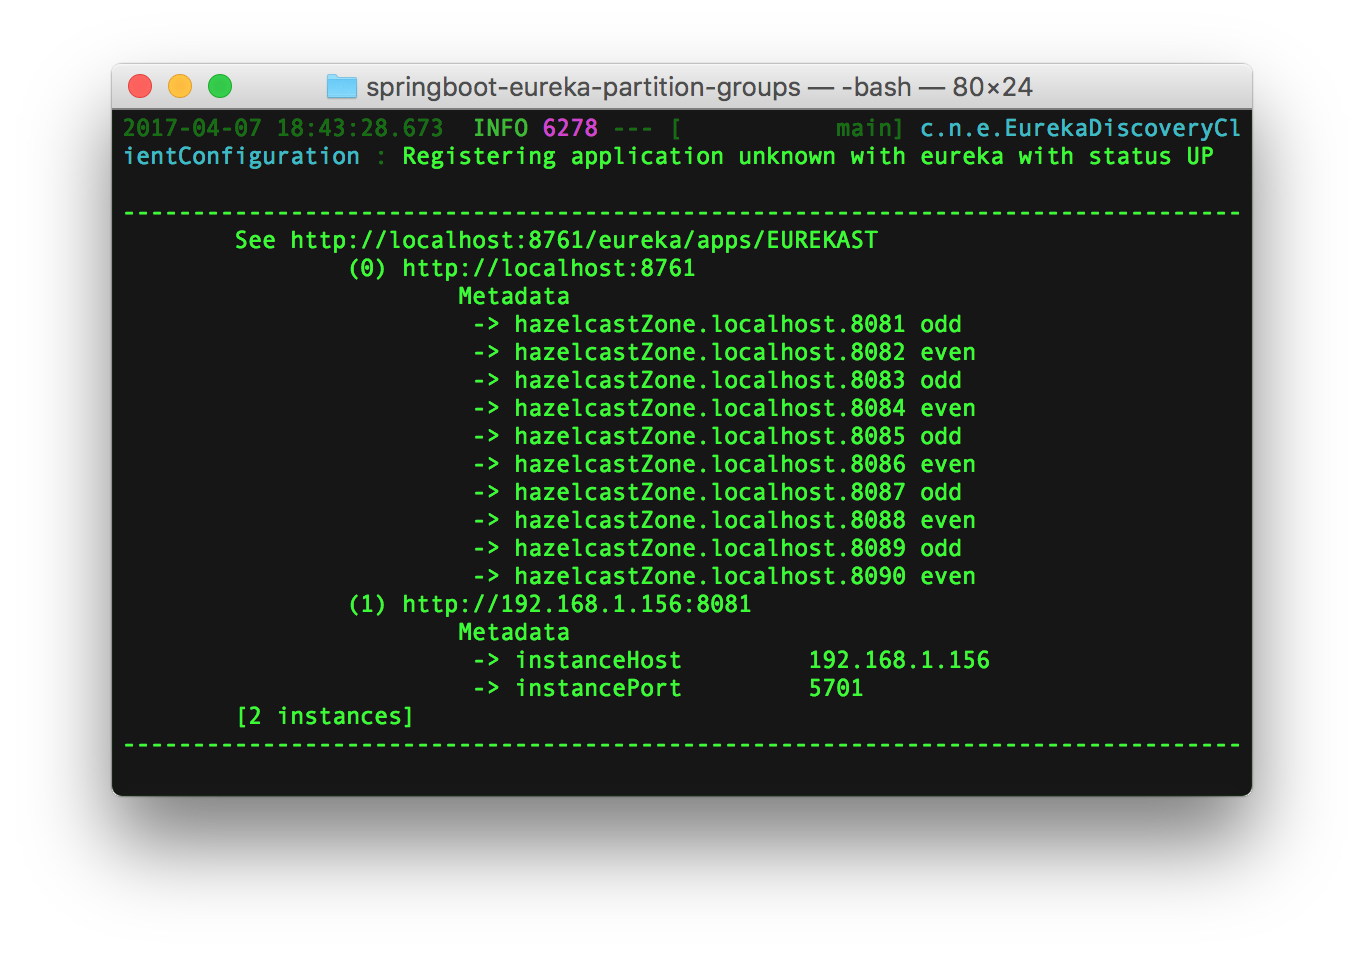 springboot-eureka-partition-groups — -bash — 80×24
2017-04-07 18:43:28.673  INFO 6278 --- [           main] c.n.e.EurekaDiscoveryCl
ientConfiguration : Registering application unknown with eureka with status UP
--------------------------------------------------------------------------------
See http://localhost:8761/eureka/apps/EUREKAST
(0) http://localhost:8761
Metadata
-> hazelcastZone.localhost.8081 odd
-> hazelcastZone.localhost.8082 even
-> hazelcastZone.localhost.8083 odd
-> hazelcastZone.localhost.8084 even
-> hazelcastZone.localhost.8085 odd
-> hazelcastZone.localhost.8086 even
-> hazelcastZone.localhost.8087 odd
-> hazelcastZone.localhost.8088 even
-> hazelcastZone.localhost.8089 odd
-> hazelcastZone.localhost.8090 even
(1) http://192.168.1.156:8081
Metadata
-> instanceHost         192.168.1.156
-> instancePort         5701
[2 instances]
--------------------------------------------------------------------------------